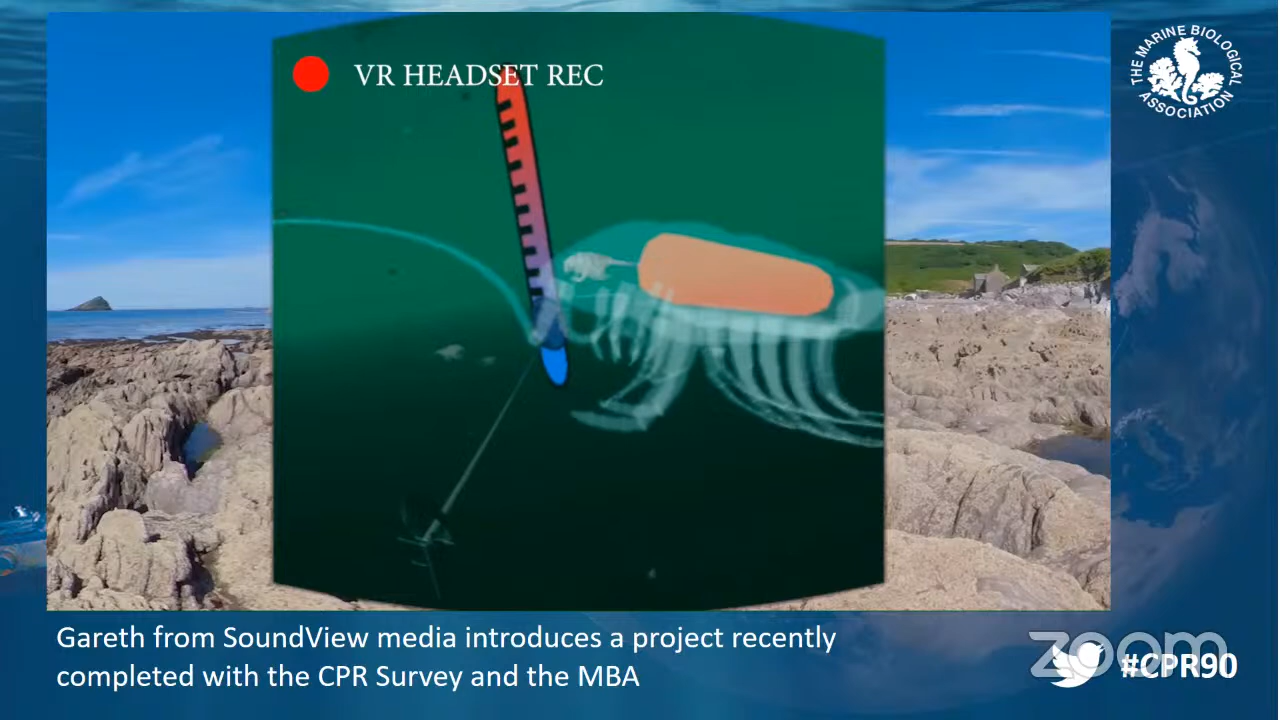 VR HEADSET REC
THE MARINE BIOLOGICAL
ASSOCIATION
Gareth from SoundView media introduces a project recently
completed with the CPR Survey and the MBA
zoom
#CPR90